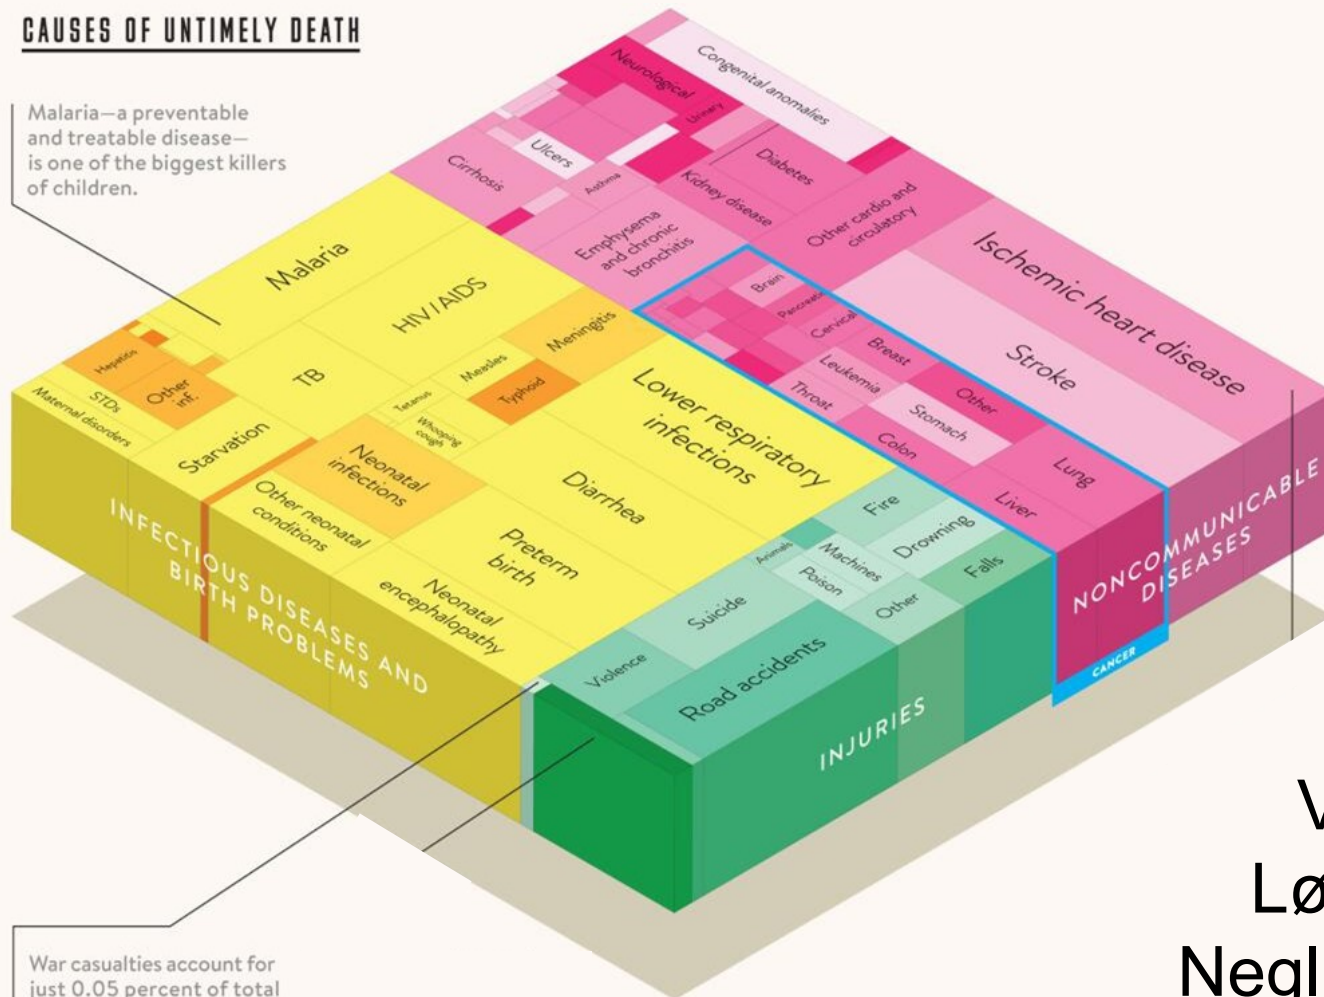 CAUSES OF UNTIMELY DEATH
Malaria—a preventable
and treatable disease—
is one of the biggest killers
of children.
Congenital anomalies
Neurological
Urinary
Ulcers
Diabetes
Cirrhosis
Asthma
Kidney disease
Other cardio and
circulatory
Emphysema
and chronic
bronchitis
Ischemic heart disease
Stroke
Malaria
HIV/AIDS
Brain
Pancreatic
Cervical
Breast
Leukemia
Other
Throat
Stomach
Colon
Lung
Liver
Meningitis
Measles
TB
Typhoid
Tetanus
Whooping
cough
Hepatitis
Other
inf.
STDs
Maternal disorders
Starvation
Lower respiratory
infections
Neonatal
infections
Diarrhea
Other neonatal
conditions
Preterm
birth
Neonatal
encephalopathy
Fire
Drowning
Animals
Machines
Poison
Falls
Suicide
Other
Violence
Road accidents
INFECTIOUS DISEASES AND
BIRTH PROBLEMS
INJURIES
NONCOMMUNICABLE
DISEASES
CANCER
War casualties account for
just 0.05 percent of total
V
Lø
Negl